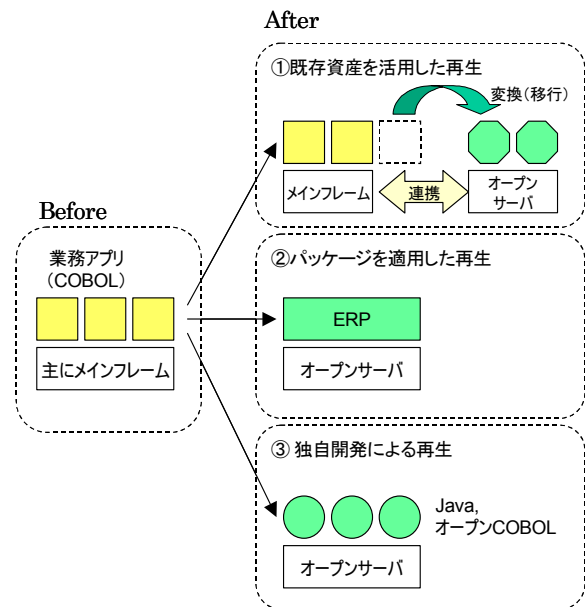 Before
業務アプリ
（COBOL）
主にメインフレーム
After
①既存資産を活用した再生
変換（移行）
メインフレーム
連携
オープン
サーバ
②パッケージを適用した再生
ERP
オープンサーバ
③ 独自開発による再生
Java,
オープンCOBOL
オープンサーバ